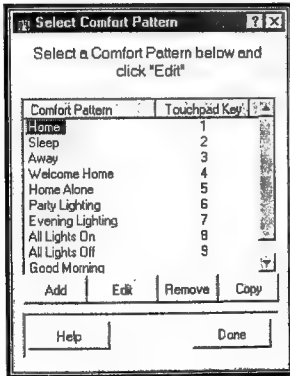 Select Comfort Pattern
Select a Comfort Pattern below and
click "Edit"
Comfort Pattern Touchpad Key
Home 1
Sleep 2
Away 3
Welcome Home 4
Home Alone 5
Party Lighting 6
Evening Lighting 7
All Lights On 8
All Lights Off 9
Good Morning
Add Edit Remove Copy
Help Done